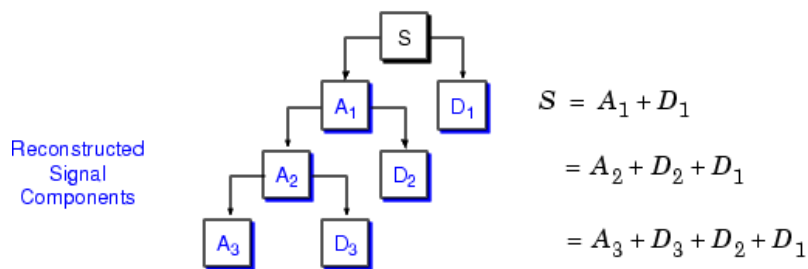 S
A₁ D₁
S = A₁ + D₁
Reconstructed
Signal
Components
A₂ D₂
= A₂ + D₂ + D₁
A₃ D₃
= A₃ + D₃ + D₂ + D₁